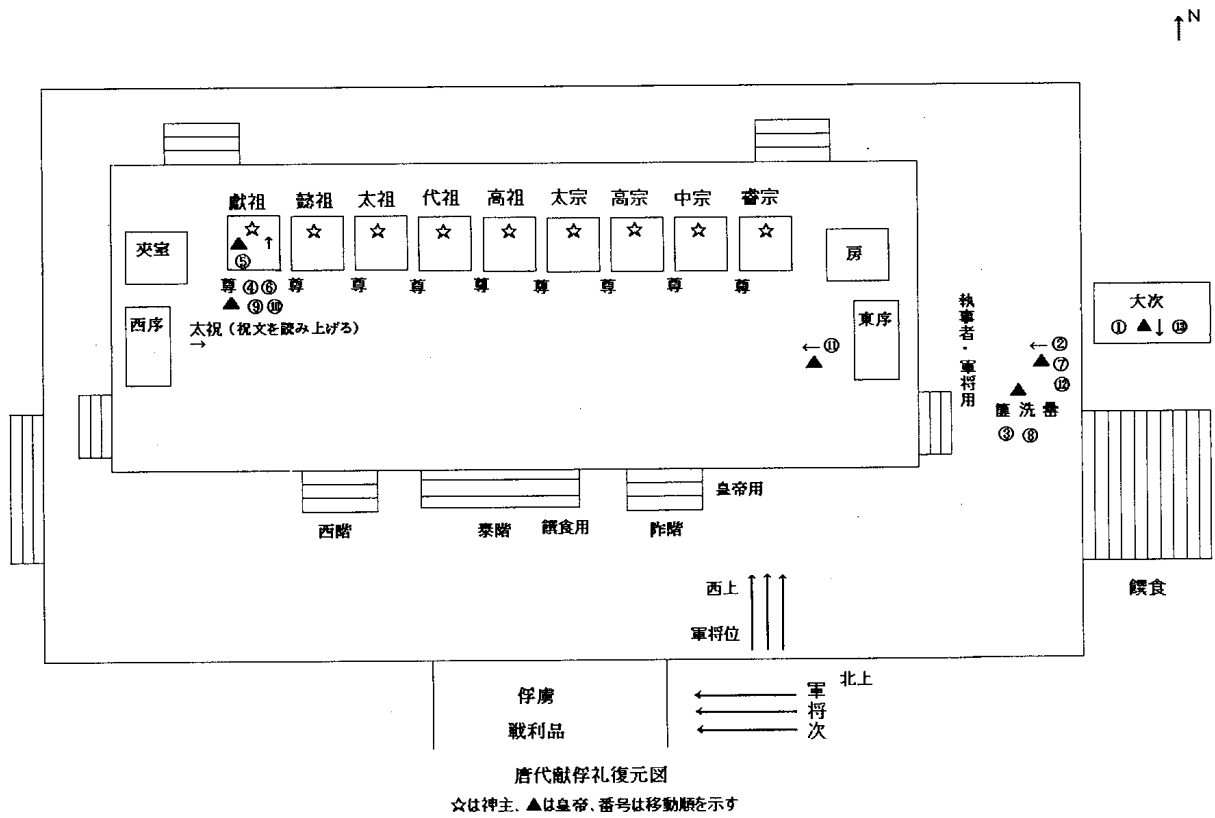 ↑N
獻祖 懿祖 太祖 代祖 高祖 太宗 高宗 中宗 睿宗
☆ ☆ ☆ ☆ ☆ ☆ ☆ ☆ ☆
▲ ↑
⑤
夾室
房
尊 ④ ⑥ 尊 尊 尊 尊 尊 尊 尊 尊
▲ ⑨ ⑩
西序
太祝(祝文を読み上げる)
→
東序
← ⑪
▲
執事者・軍将用
大次
① ▲ ↓ ⑬
← ②
▲ ⑦
⑫
▲
篚 洗 罍
③ ⑧
皇帝用
西階
泰階
饌食用
阼階
饌食
西上
軍将位
北上
俘虜
戦利品
軍将次
唐代献俘礼復元図
☆は神主、▲は皇帝、番号は移動順を示す